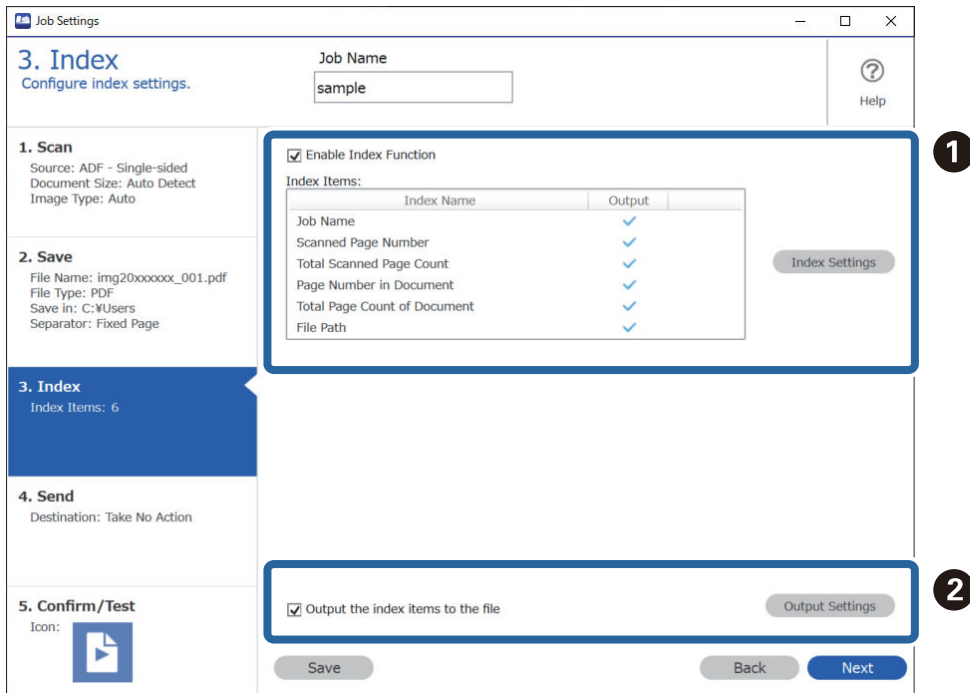 Job Settings
3. Index
Configure index settings.
Job Name
sample
Help
1. Scan
Source: ADF - Single-sided
Document Size: Auto Detect
Image Type: Auto
2. Save
File Name: img20xxxxxx_001.pdf
File Type: PDF
Save in: C:¥Users
Separator: Fixed Page
3. Index
Index Items: 6
4. Send
Destination: Take No Action
5. Confirm/Test
Icon:
1
Enable Index Function
Index Items:
Index Name Output
Job Name
Scanned Page Number
Total Scanned Page Count
Page Number in Document
Total Page Count of Document
File Path
Index Settings
2
Output the index items to the file
Output Settings
Save
Back
Next